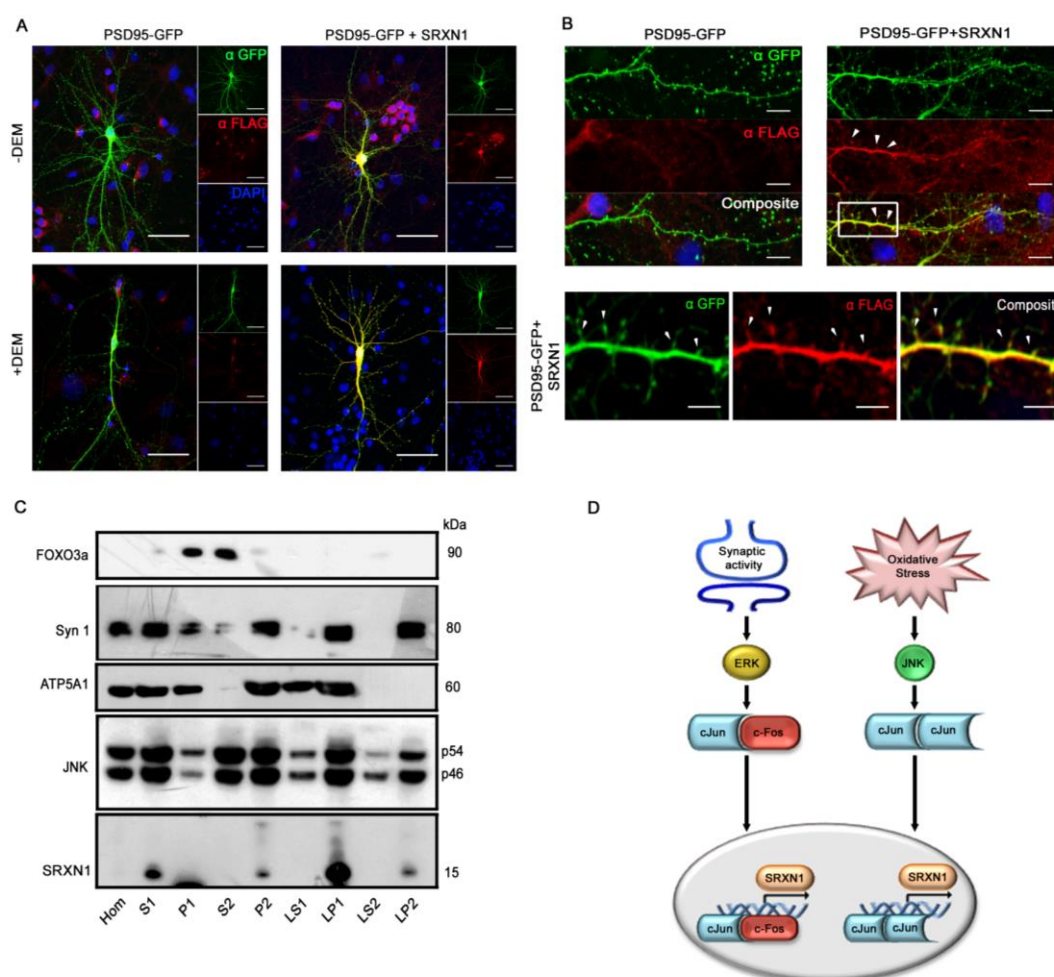 A
PSD95-GFP
PSD95-GFP + SRXN1
-DEM
α GFP
α FLAG
DAPI
+DEM
B
PSD95-GFP
PSD95-GFP+SRXN1
α GFP
α FLAG
Composite
PSD95-GFP+
SRXN1
α GFP
α FLAG
Composit
C
kDa
FOXO3a
90
Syn 1
80
ATP5A1
60
JNK
p54
p46
SRXN1
15
Hom S1 P1 S2 P2 LS1 LP1 LS2 LP2
D
Synaptic
activity
Oxidative
Stress
ERK
JNK
cJun c-Fos
cJun cJun
SRXN1
SRXN1
cJun c-Fos
cJun cJun